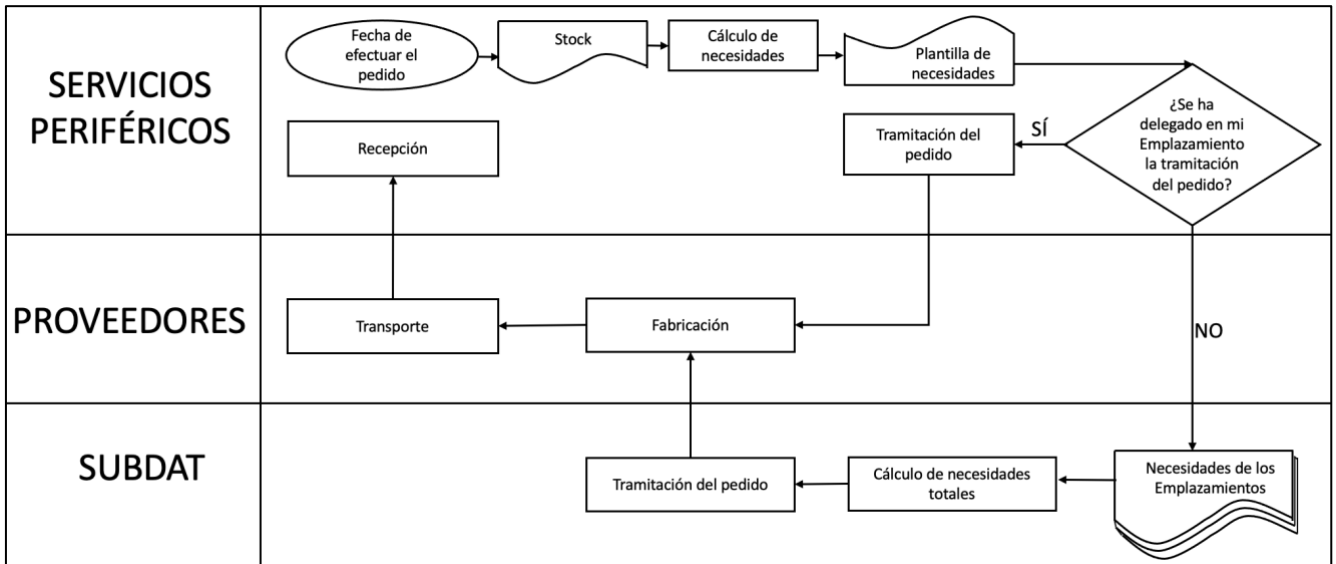 SERVICIOS
PERIFÉRICOS
Fecha de
efectuar el
pedido
Stock
Cálculo de
necesidades
Plantilla de
necesidades
¿Se ha
delegado en mi
Emplazamiento
la tramitación
del pedido?
SÍ
Tramitación del
pedido
Recepción
PROVEEDORES
Transporte
Fabricación
NO
SUBDAT
Tramitación del pedido
Cálculo de necesidades
totales
Necesidades de los
Emplazamientos